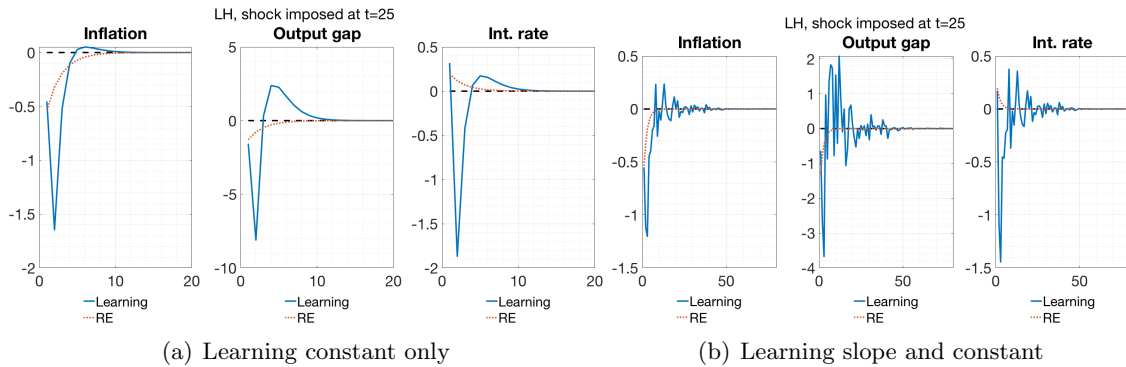 LH, shock imposed at t=25
Inflation
0
-0.5
-1
-1.5
-2
0 10 20
Learning
RE
Output gap
5
0
-5
-10
0 10 20
Learning
RE
Int. rate
0.5
0
-0.5
-1
-1.5
-2
0 10 20
Learning
RE
(a) Learning constant only
LH, shock imposed at t=25
Inflation
0.5
0
-0.5
-1
-1.5
50
Learning
RE
Output gap
2
1
0
-1
-2
-3
-4
50
Learning
RE
Int. rate
0.5
0
-0.5
-1
-1.5
50
Learning
RE
(b) Learning slope and constant